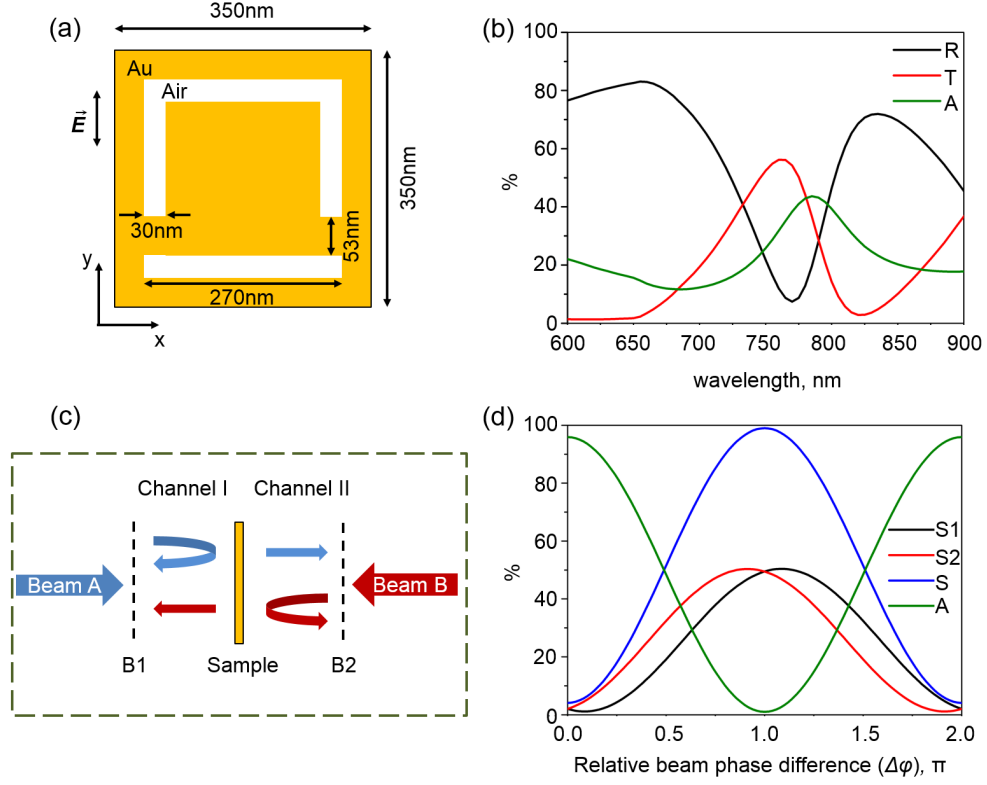 (a)
350nm
Au
Air
E
350nm
30nm
53nm
270nm
y
x
(b)
100
80
60
40
20
0
%
R
T
A
600 650 700 750 800 850 900
wavelength, nm
(c)
Channel I Channel II
Beam A
Beam B
B1 Sample B2
(d)
100
80
60
40
20
0
%
S1
S2
S
A
0.0 0.5 1.0 1.5 2.0
Relative beam phase difference (Δφ), π